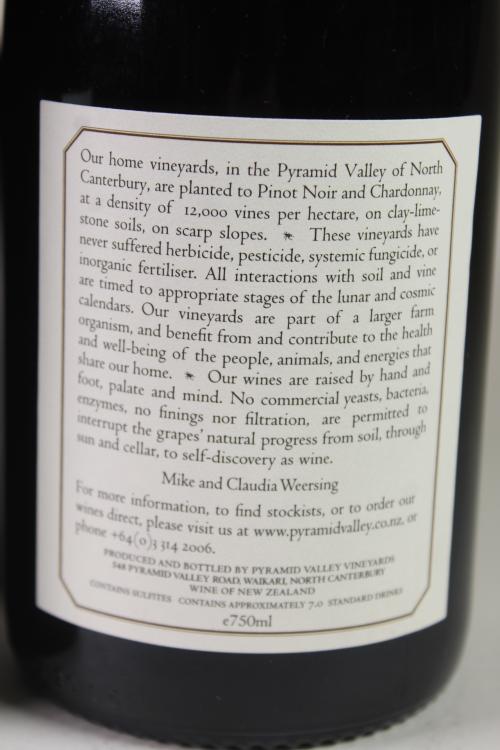 Our home vineyards, in the Pyramid Valley of North
Canterbury, are planted to Pinot Noir and Chardonnay,
at a density of 12,000 vines per hectare, on clay-lime-
stone soils, on scarp slopes. These vineyards have
never suffered herbicide, pesticide, systemic fungicide, or
inorganic fertiliser. All interactions with soil and vine
are timed to appropriate stages of the lunar and cosmic
calendars. Our vineyards are part of a larger farm
organism, and benefit from and contribute to the health
and well-being of the people, animals, and energies that
share our home. Our wines are raised by hand and
foot, palate and mind. No commercial yeasts, bacteria,
enzymes, no finings nor filtration, are permitted to
interrupt the grapes' natural progress from soil, through
sun and cellar, to self-discovery as wine.
Mike and Claudia Weersing
For more information, to find stockists, or to order our
wines direct, please visit us at www.pyramidvalley.co.nz, or
phone +64(0)3 314 2006.
PRODUCED AND BOTTLED BY PYRAMID VALLEY VINEYARDS
548 PYRAMID VALLEY ROAD, WAIKARI, NORTH CANTERBURY
WINE OF NEW ZEALAND
CONTAINS SULFITES CONTAINS APPROXIMATELY 7.0 STANDARD DRINKS
e750ml